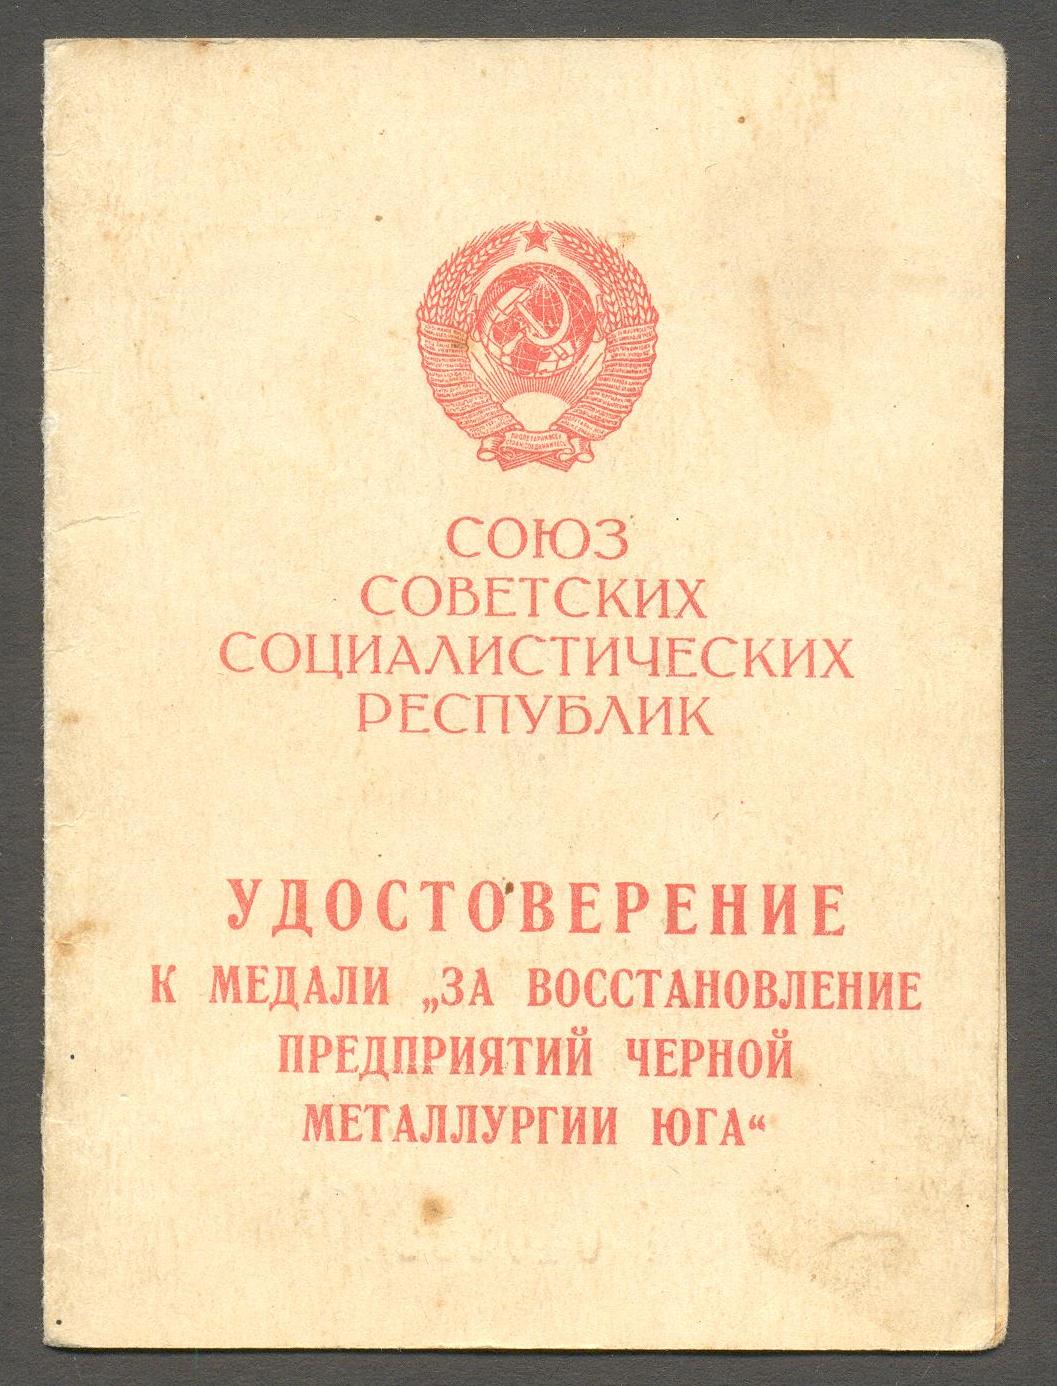 СОЮЗ
СОВЕТСКИХ
СОЦИАЛИСТИЧЕСКИХ
РЕСПУБЛИК
УДОСТОВЕРЕНИЕ
К МЕДАЛИ „ЗА ВОССТАНОВЛЕНИЕ
ПРЕДПРИЯТИЙ ЧЕРНОЙ
МЕТАЛЛУРГИИ ЮГА“